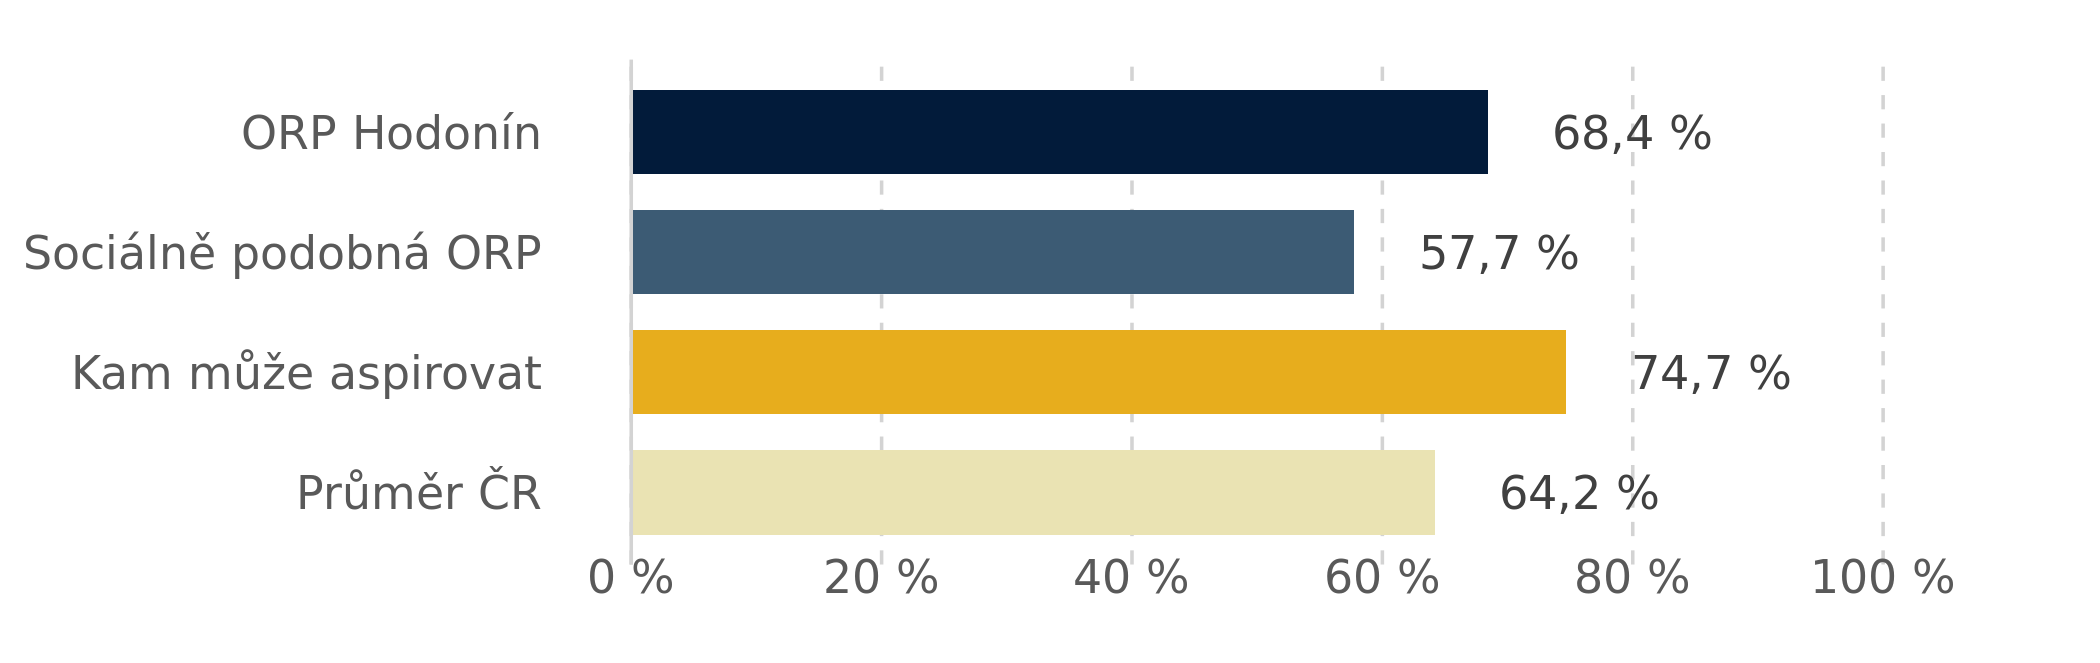 ORP Hodonín 68,4 %
Sociálně podobná ORP 57,7 %
Kam může aspirovat 74,7 %
Průměr ČR 64,2 %
0 % 20 % 40 % 60 % 80 % 100 %